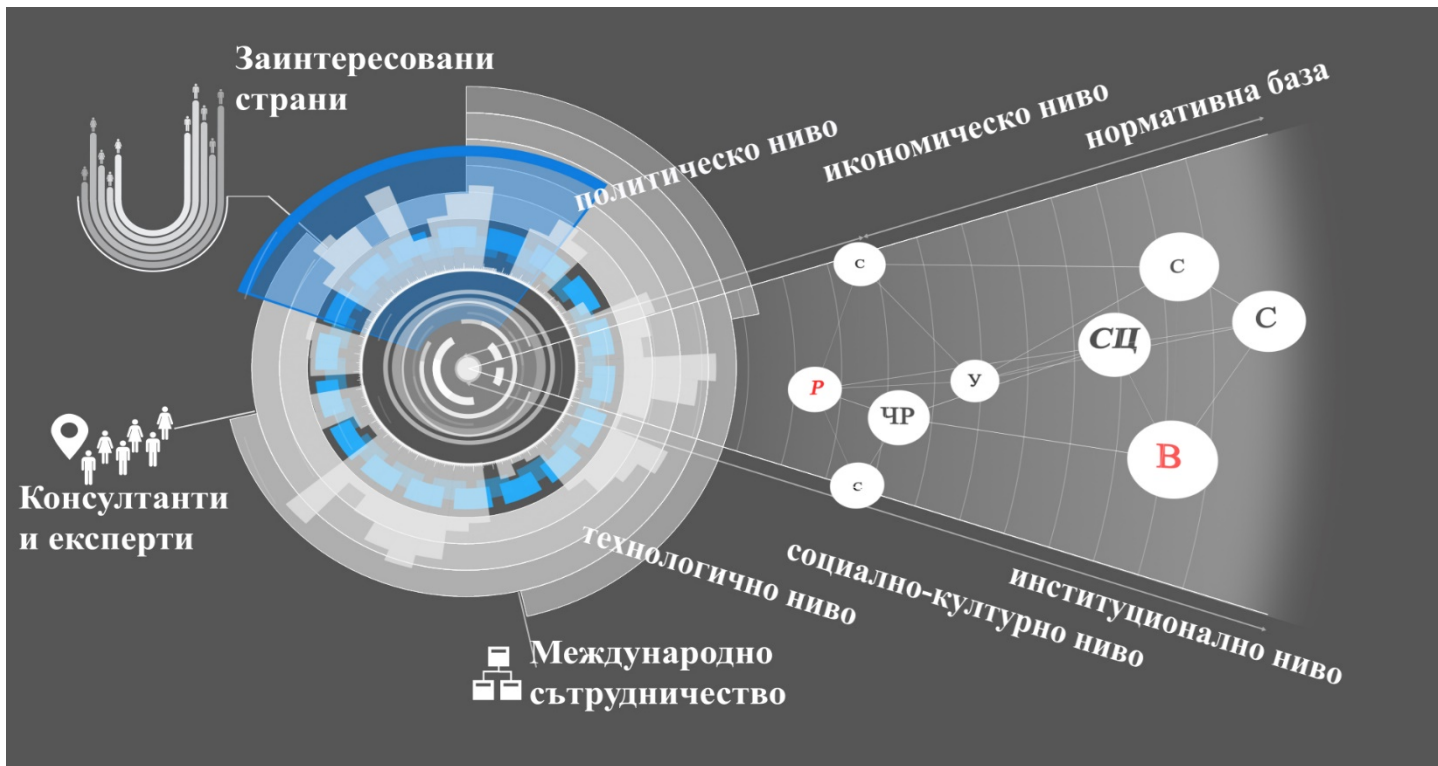 Заинтересовани
страни
политическо ниво
икономическо ниво
нормативна база
с
С
С
СЦ
Р
У
ЧР
В
с
Консултанти
и експерти
технологично ниво
социално-културно ниво
институционално ниво
Международно
сътрудничество